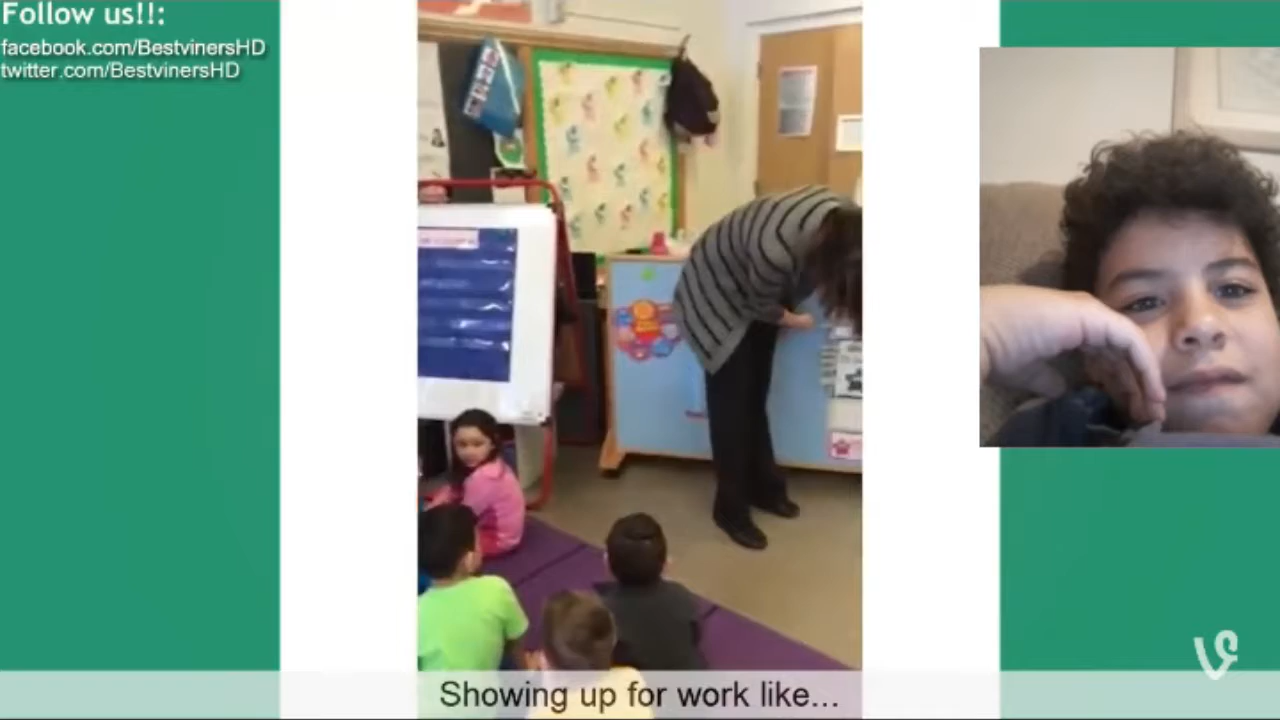 Follow us!!:
facebook.com/BestvinersHD
twitter.com/BestvinersHD
Showing up for work like...